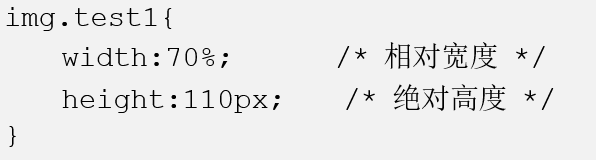 img.test1{
width:70%; /* 相对宽度 */
height:110px; /* 绝对高度 */
}